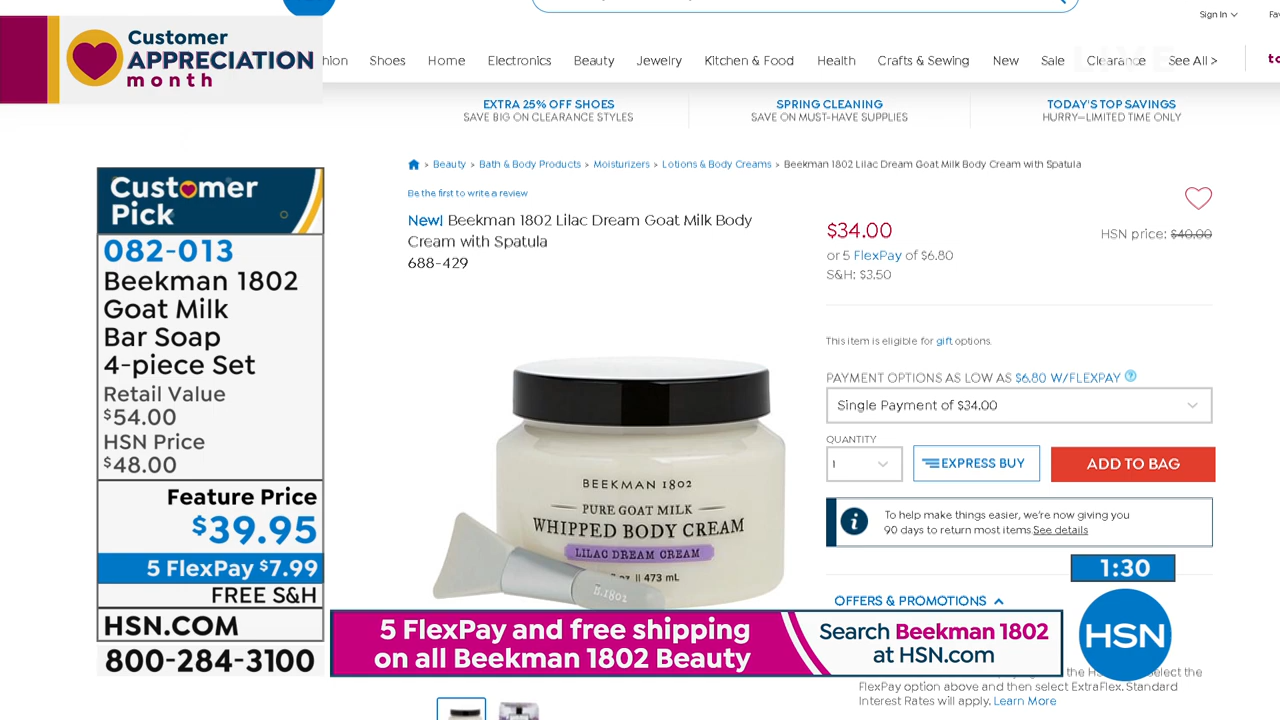 Customer
APPRECIATION
month
Sign In
Shoes
Home
Electronics
Beauty
Jewelry
Kitchen & Food
Health
Crafts & Sewing
New
Sale
Clearance
See All >
LIVE
EXTRA 25% OFF SHOES
SAVE BIG ON CLEARANCE STYLES
SPRING CLEANING
SAVE ON MUST-HAVE SUPPLIES
TODAY'S TOP SAVINGS
HURRY—LIMITED TIME ONLY
> Beauty > Bath & Body Products > Moisturizers > Lotions & Body Creams > Beekman 1802 Lilac Dream Goat Milk Body Cream with Spatula
Be the first to write a review
New! Beekman 1802 Lilac Dream Goat Milk Body
Cream with Spatula
688-429
$34.00
HSN price: $40.00
or 5 FlexPay of $6.80
S&H: $3.50
This item is eligible for gift options.
PAYMENT OPTIONS AS LOW AS $6.80 W/FLEXPAY ?
Single Payment of $34.00
QUANTITY
1
EXPRESS BUY
ADD TO BAG
To help make things easier, we're now giving you
90 days to return most items. See details
OFFERS & PROMOTIONS
FlexPay option above and then select ExtraFlex. Standard
Interest Rates will apply. Learn More
BEEKMAN 1802
PURE GOAT MILK
WHIPPED BODY CREAM
LILAC DREAM CREAM
oz || 473 mL
B.1802
Customer
Pick
082-013
Beekman 1802
Goat Milk
Bar Soap
4-piece Set
Retail Value
$54.00
HSN Price
$48.00
Feature Price
$39.95
5 FlexPay $7.99
FREE S&H
HSN.COM
800-284-3100
5 FlexPay and free shipping
on all Beekman 1802 Beauty
Search Beekman 1802
at HSN.com
1:30
HSN